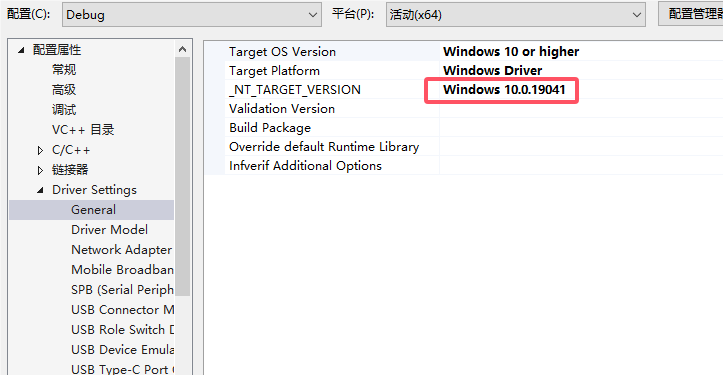 配置(C): Debug 平台(P): 活动(x64) 配置管理器
配置属性
常规
高级
调试
VC++ 目录
C/C++
链接器
Driver Settings
General
Driver Model
Network Adapter
Mobile Broadban
SPB (Serial Periph
USB Connector M
USB Role Switch D
USB Device Emula
USB Type-C Port C
Target OS Version Windows 10 or higher
Target Platform Windows Driver
_NT_TARGET_VERSION Windows 10.0.19041
Validation Version
Build Package
Override default Runtime Library
Infverif Additional Options